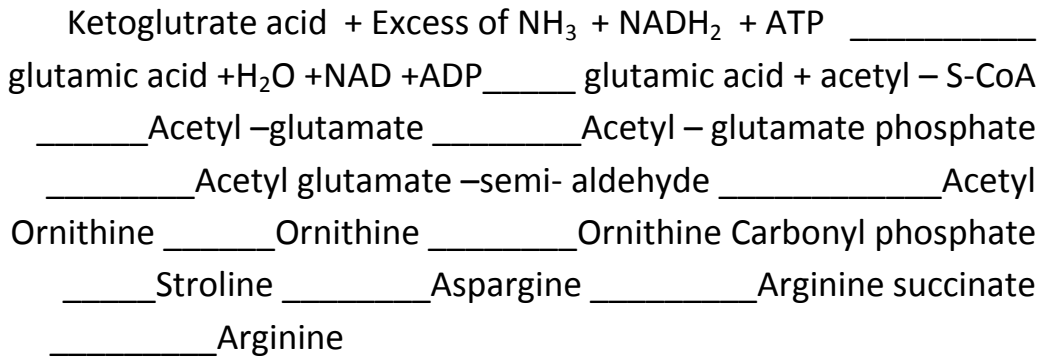 Ketoglutrate acid + Excess of NH₃ + NADH₂ + ATP __________
glutamic acid +H₂O +NAD +ADP_____ glutamic acid + acetyl – S-CoA
______Acetyl –glutamate ________Acetyl – glutamate phosphate
________Acetyl glutamate –semi- aldehyde ____________Acetyl
Ornithine ______Ornithine ________Ornithine Carbonyl phosphate
_____Stroline ________Aspargine _________Arginine succinate
_________Arginine